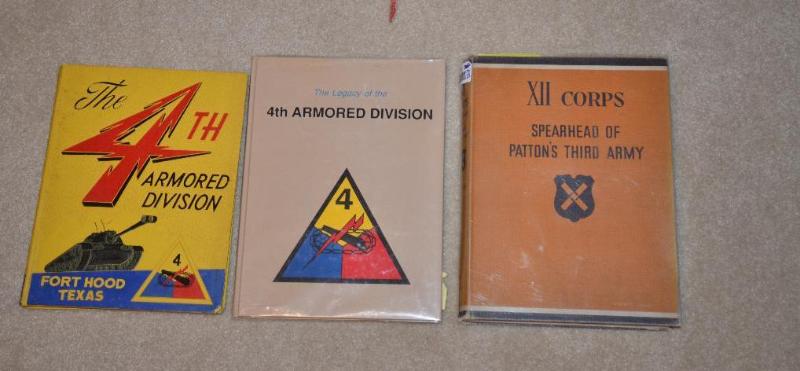 The
4TH
ARMORED
DIVISION
4
FORT HOOD
TEXAS
The Legacy of the
4th ARMORED DIVISION
4
XII CORPS
SPEARHEAD OF
PATTON'S THIRD ARMY